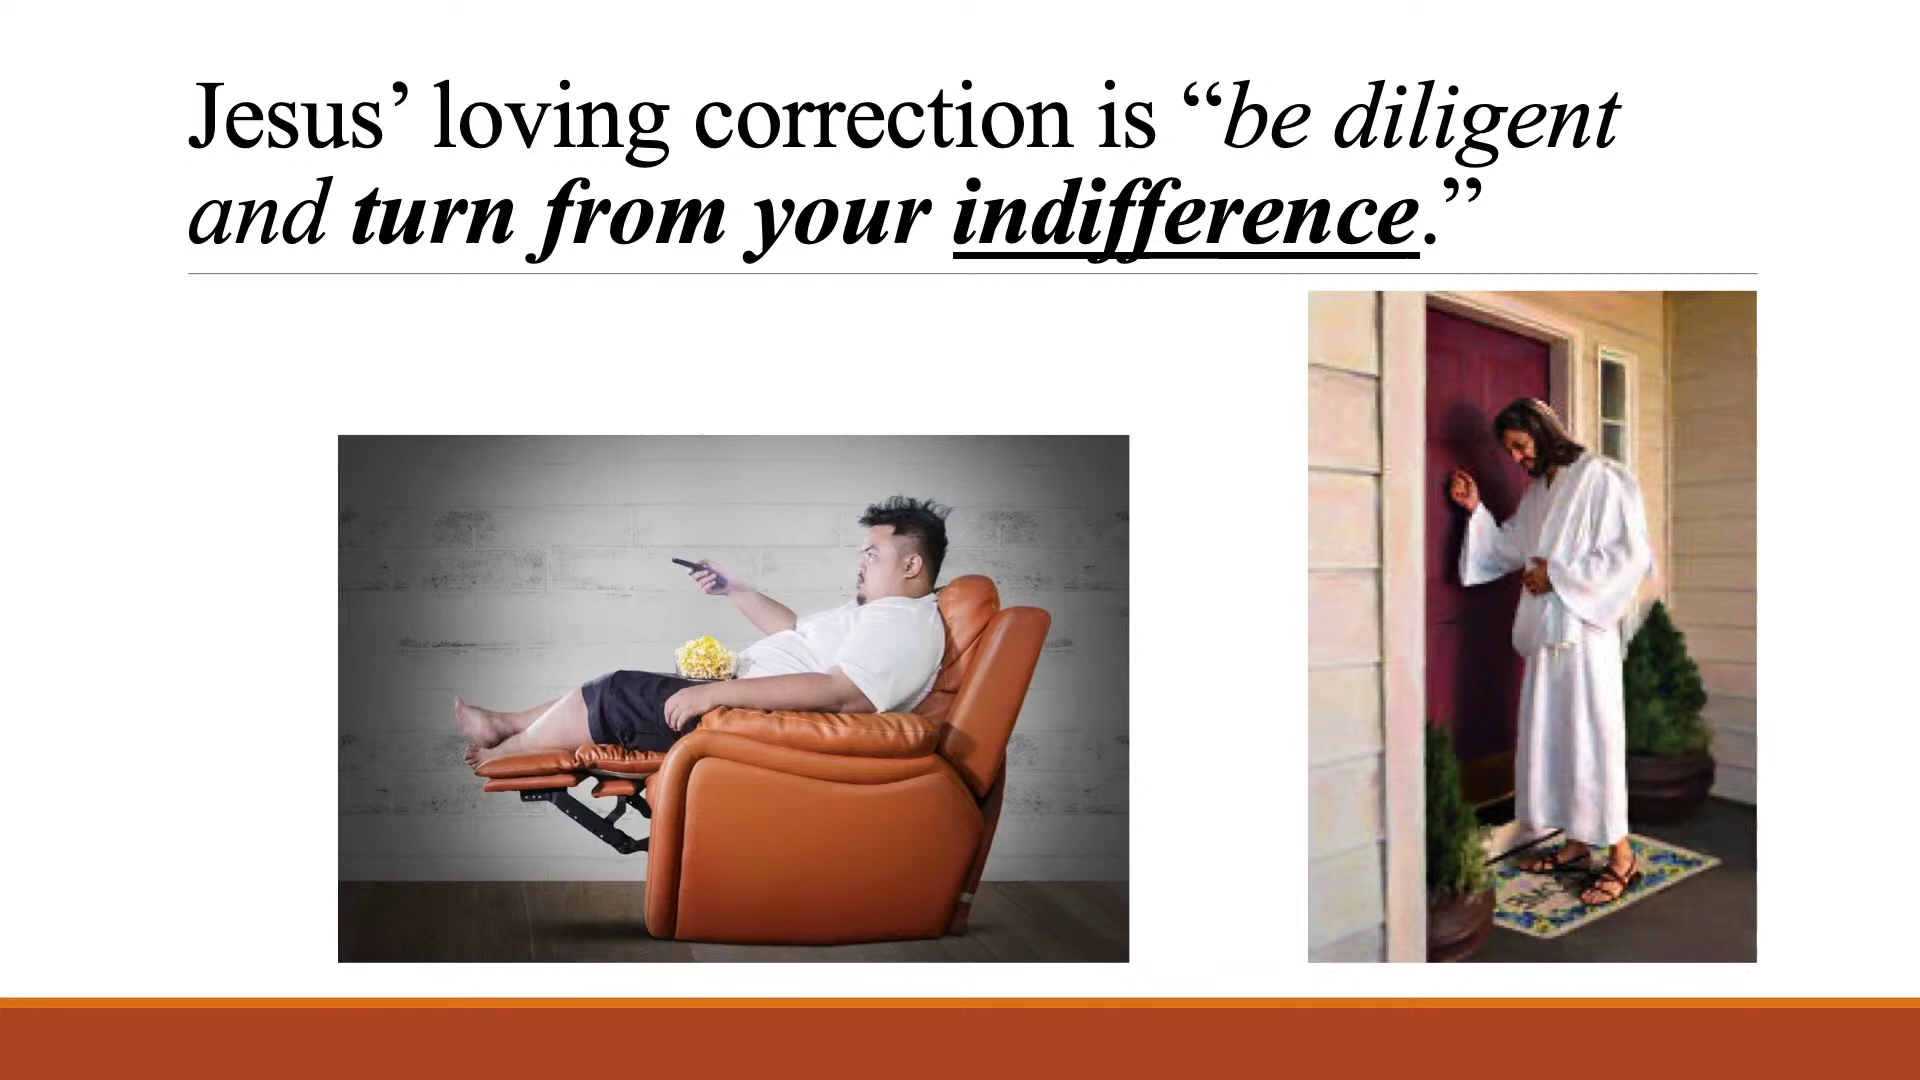 Jesus’ loving correction is “be diligent
and turn from your indifference.”